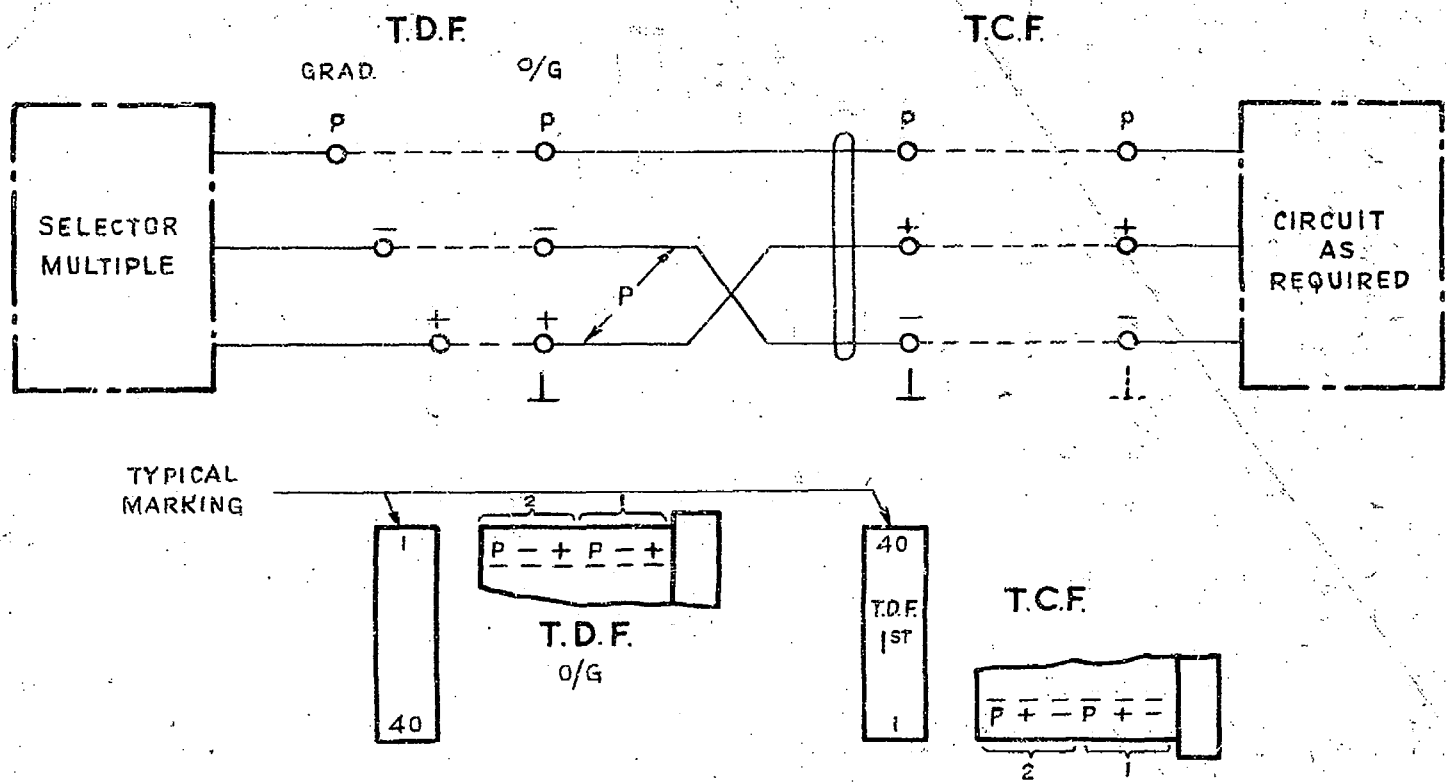 T.D.F.
T.C.F.
GRAD.
O/G
P P P P
SELECTOR
MULTIPLE
− − + +
CIRCUIT
AS
REQUIRED
P
+ + − −
TYPICAL
MARKING
2 1
1
P − + P − +
40
T.D.F.
1ST
1
T.D.F.
O/G
40
T.C.F.
P + − P + −
2 1